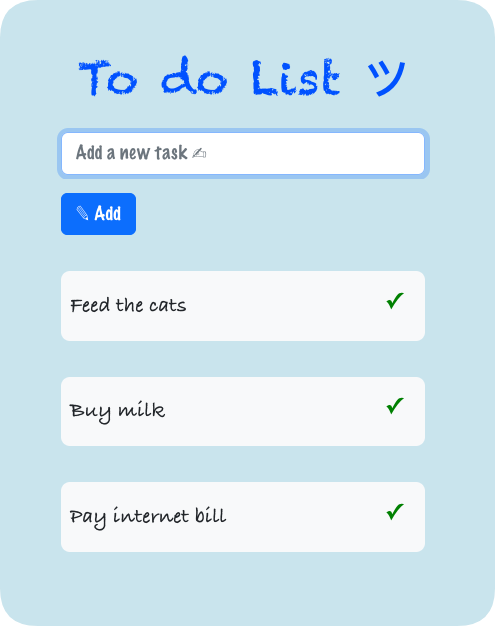 To do List ツ
Add a new task ✍
✎ Add
Feed the cats ✓
Buy milk ✓
Pay internet bill ✓